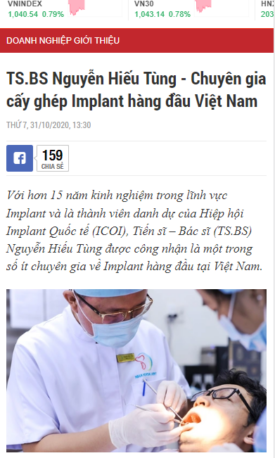 VNINDEX
1,040.54 0.79%
VN30
1,043.14 0.78%
HN
203
DOANH NGHIỆP GIỚI THIỆU
TS.BS Nguyễn Hiếu Tùng - Chuyên gia
cấy ghép Implant hàng đầu Việt Nam
THỨ 7, 31/10/2020, 13:30
159
CHIA SẺ
Với hơn 15 năm kinh nghiệm trong lĩnh vực
Implant và là thành viên danh dự của Hiệp hội
Implant Quốc tế (ICOI), Tiến sĩ – Bác sĩ (TS.BS)
Nguyễn Hiếu Tùng được công nhận là một trong
số ít chuyên gia về Implant hàng đầu tại Việt Nam.